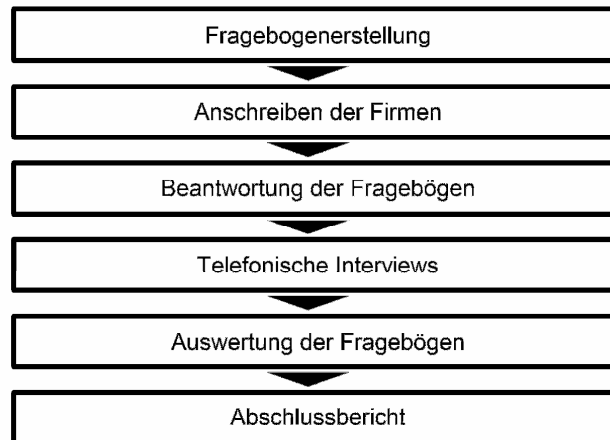 Fragebogenerstellung
Anschreiben der Firmen
Beantwortung der Fragebögen
Telefonische Interviews
Auswertung der Fragebögen
Abschlussbericht